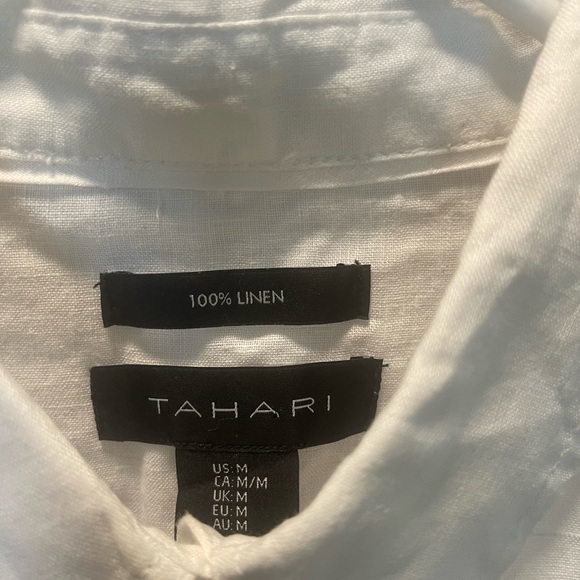 100% LINEN
TAHARI
US: M
CA: M/M
UK: M
EU: M
AU: M